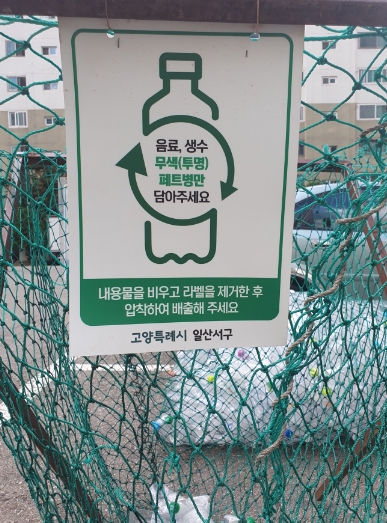 음료, 생수
무색(투명)
페트병만
담아주세요
내용물을 비우고 라벨을 제거한 후
압착하여 배출해 주세요
고양특례시 일산서구